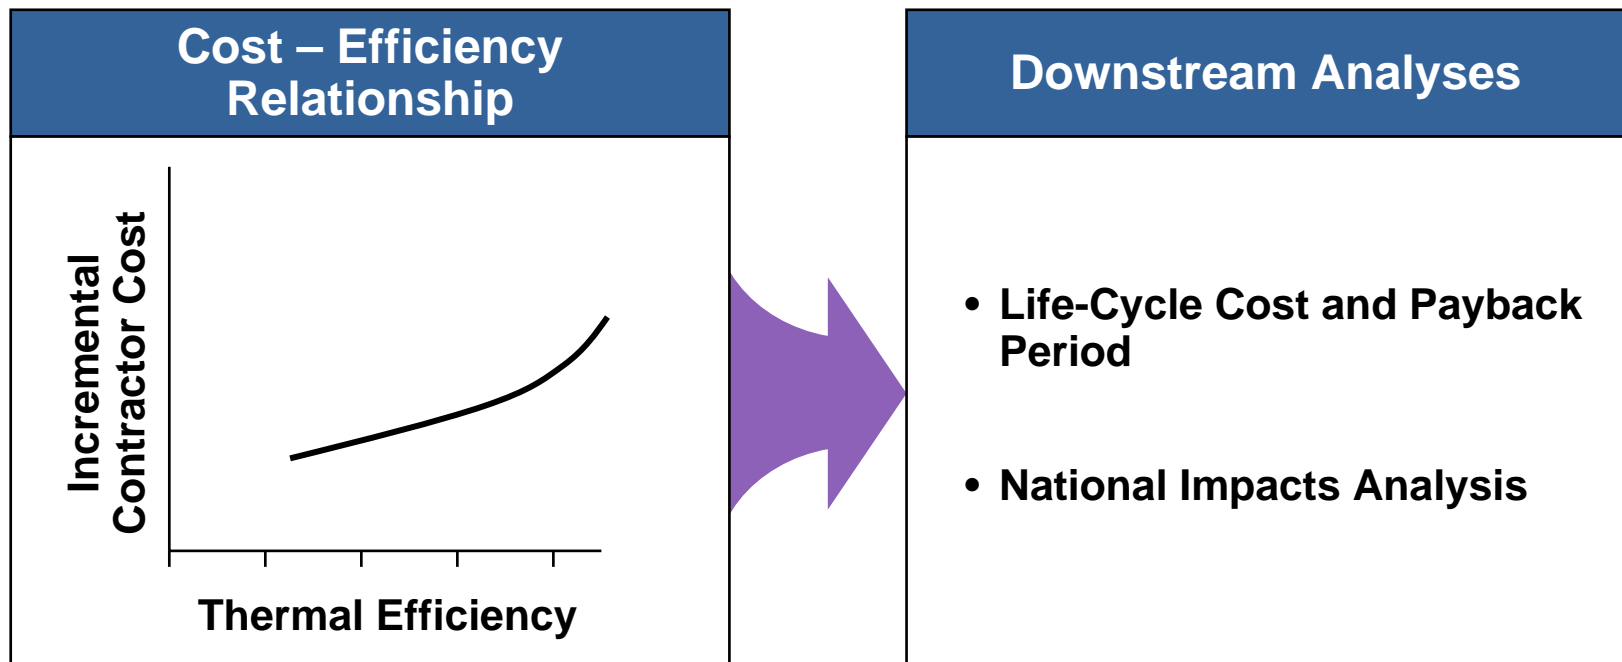 Cost – Efficiency
Relationship
Incremental
Contractor Cost
Thermal Efficiency
Downstream Analyses
• Life-Cycle Cost and Payback
Period
• National Impacts Analysis